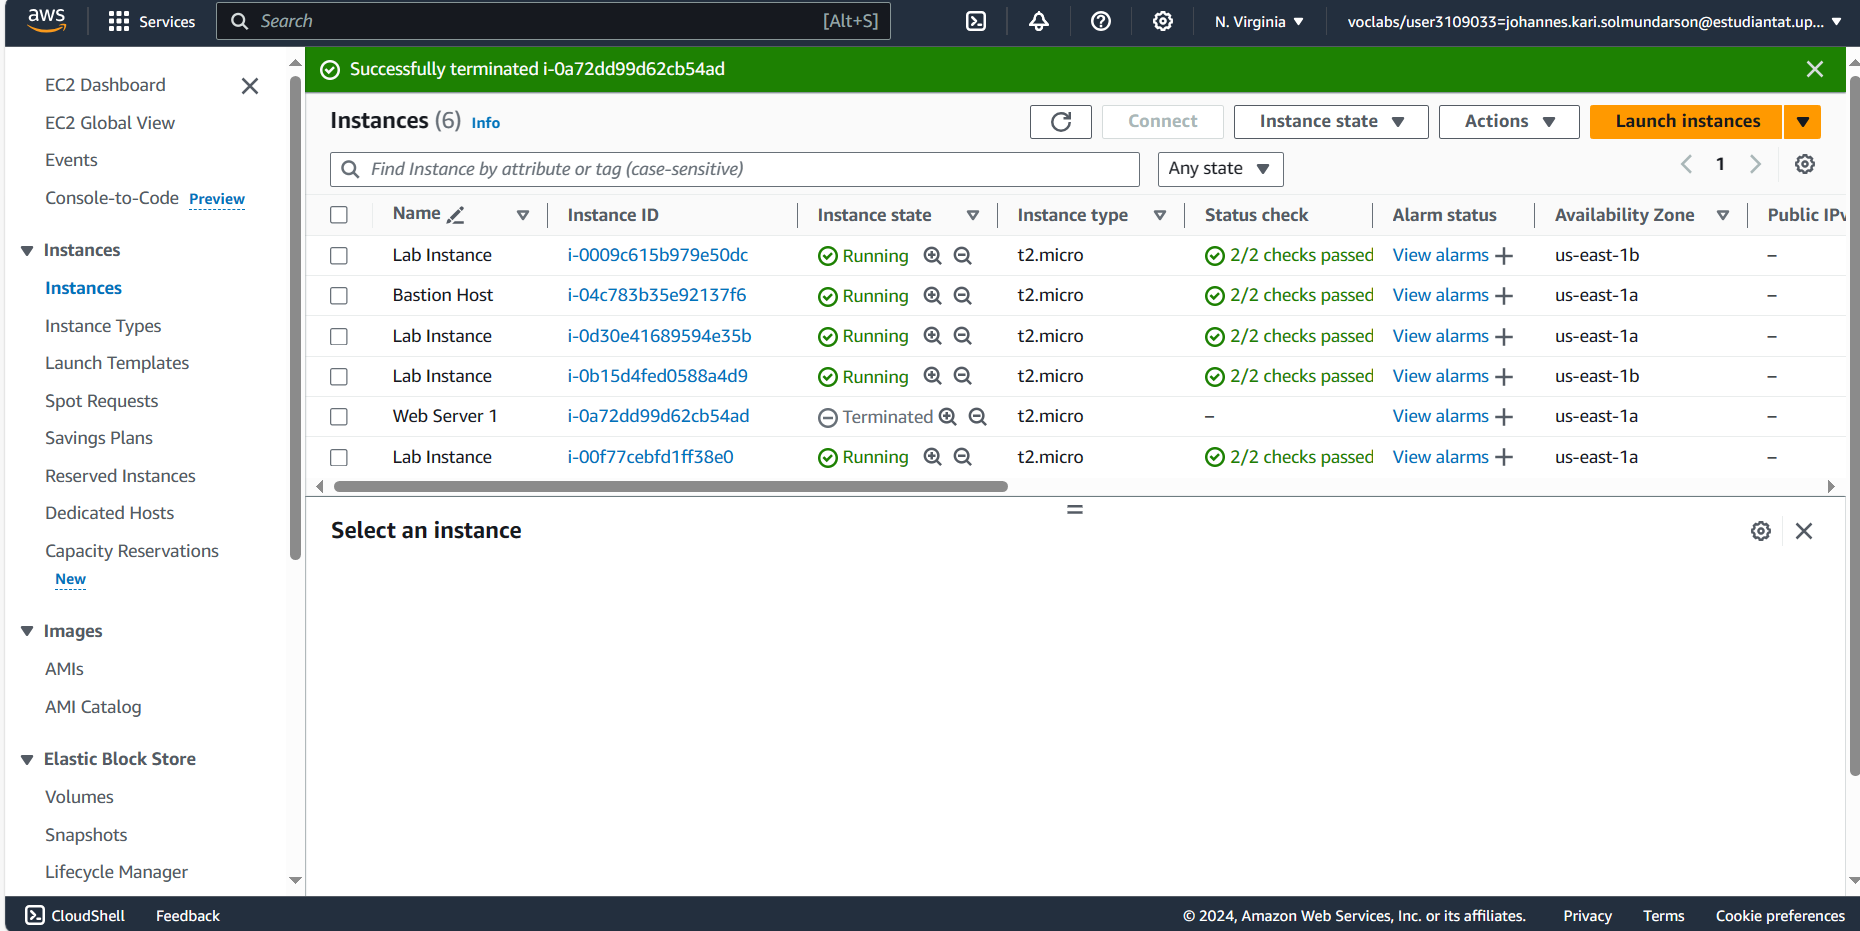 aws
Services
Search [Alt+S]
N. Virginia
voclabs/user3109033=johannes.kari.solmundarson@estudiantat.up...
EC2 Dashboard
EC2 Global View
Events
Console-to-Code Preview
Instances
Instances
Instance Types
Launch Templates
Spot Requests
Savings Plans
Reserved Instances
Dedicated Hosts
Capacity Reservations
New
Images
AMIs
AMI Catalog
Elastic Block Store
Volumes
Snapshots
Lifecycle Manager
Successfully terminated i-0a72dd99d62cb54ad
Instances (6) Info
Connect
Instance state
Actions
Launch instances
Find Instance by attribute or tag (case-sensitive)
Any state
1
Name Instance ID Instance state Instance type Status check Alarm status Availability Zone Public IPv
Lab Instance i-0009c615b979e50dc Running t2.micro 2/2 checks passed View alarms + us-east-1b –
Bastion Host i-04c783b35e92137f6 Running t2.micro 2/2 checks passed View alarms + us-east-1a –
Lab Instance i-0d30e41689594e35b Running t2.micro 2/2 checks passed View alarms + us-east-1a –
Lab Instance i-0b15d4fed0588a4d9 Running t2.micro 2/2 checks passed View alarms + us-east-1b –
Web Server 1 i-0a72dd99d62cb54ad Terminated t2.micro – View alarms + us-east-1a –
Lab Instance i-00f77cebfd1ff38e0 Running t2.micro 2/2 checks passed View alarms + us-east-1a –
Select an instance
CloudShell Feedback
© 2024, Amazon Web Services, Inc. or its affiliates. Privacy Terms Cookie preferences